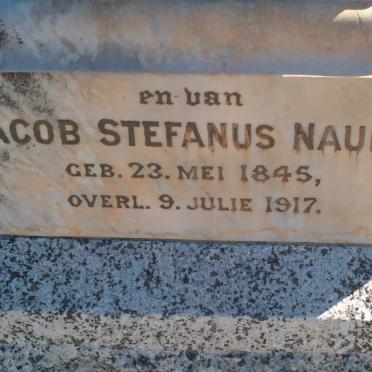 en van
ACOB STEFANUS NAU
GEB. 23. MEI 1845,
OVERL. 9. JULIE 1917.